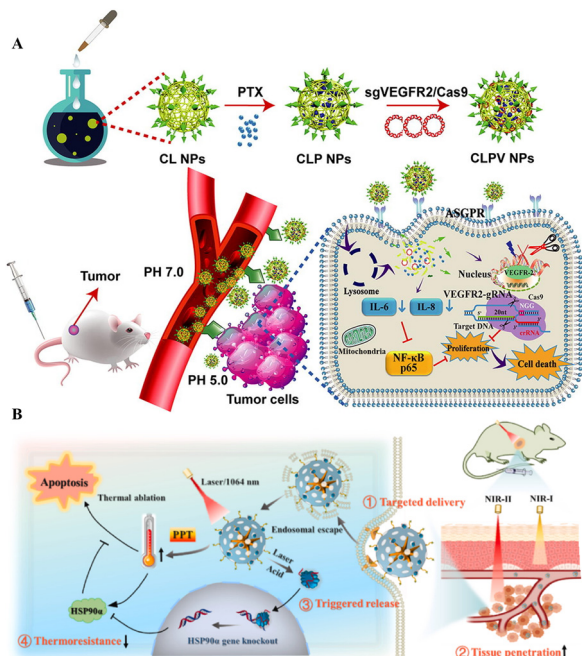 A
PTX
sgVEGFR2/Cas9
CL NPs
CLP NPs
CLPV NPs
ASGPR
Tumor
PH 7.0
PH 5.0
Tumor cells
Lysosome
Nucleus
VEGFR-2
IL-6
IL-8
VEGFR2-gRNA
Cas9
NGG
20nt
5'
3'
Target DNA
crRNA
Mitochondria
NF-κB
p65
Proliferation
Cell death
B
Apoptosis
Thermal ablation
Laser/1064 nm
PPT
Endosomal escape
① Targeted delivery
Laser
Acid
③ Triggered release
HSP90α
HSP90α gene knockout
④ Thermoresistance
NIR-II
NIR-I
② Tissue penetration